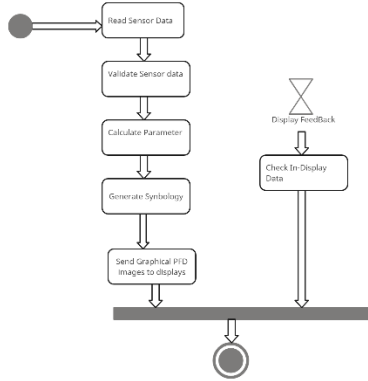 Read Sensor Data
Validate Sensor data
Calculate Parameter
Generate Synbology
Send Graphical PFD
Images to displays
Display FeedBack
Check In-Display
Data